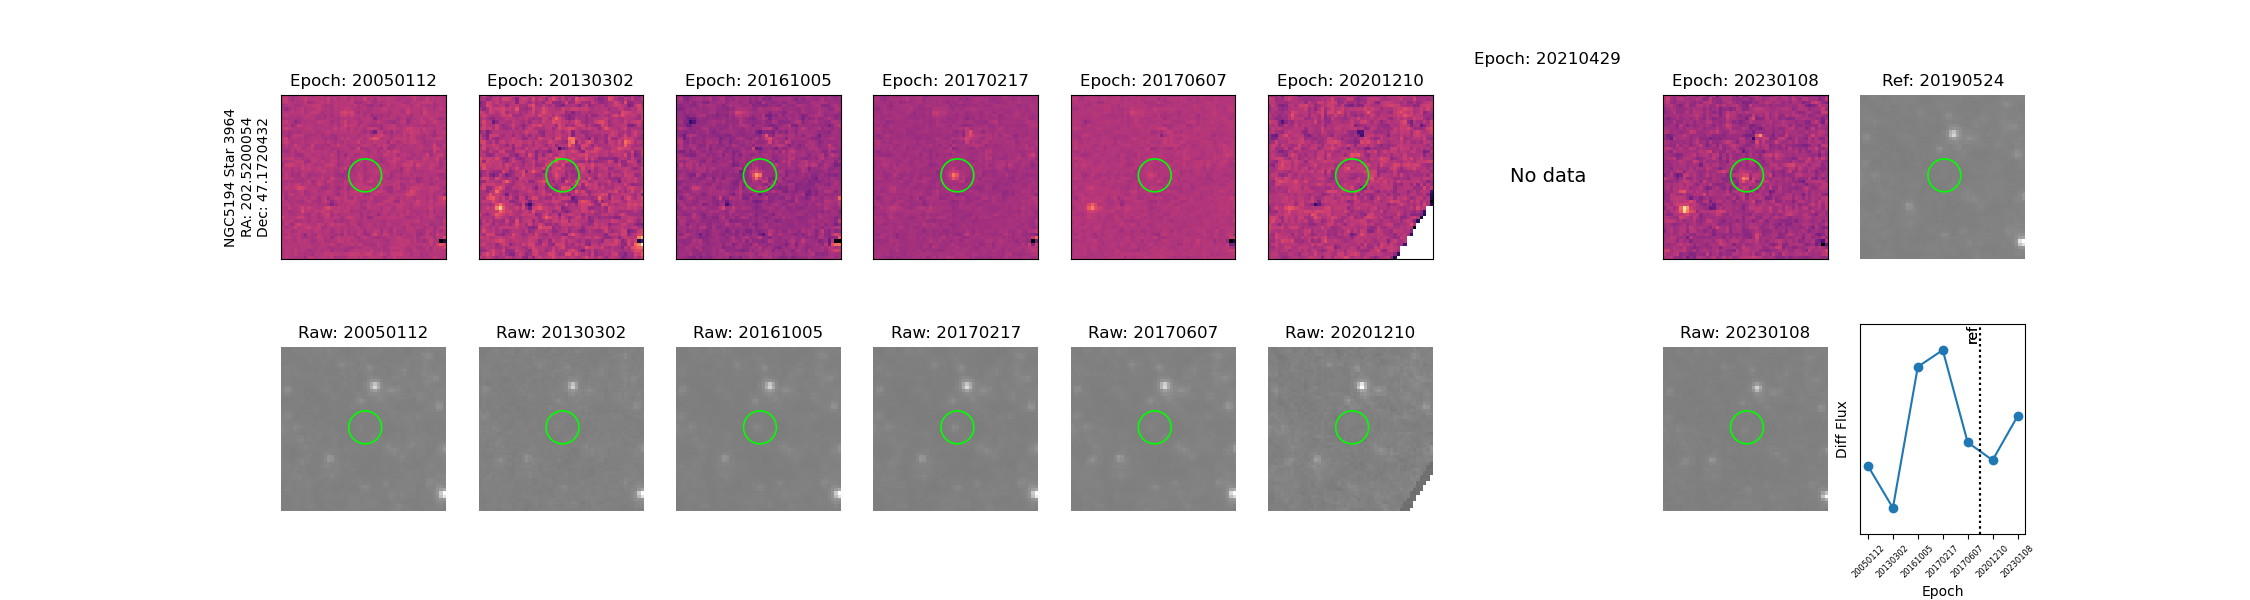 NGC5194 Star 3964
RA: 202.5200054
Dec: 47.1720432
Epoch: 20050112
Epoch: 20130302
Epoch: 20161005
Epoch: 20170217
Epoch: 20170607
Epoch: 20201210
Epoch: 20210429
No data
Epoch: 20230108
Ref: 20190524
Raw: 20050112
Raw: 20130302
Raw: 20161005
Raw: 20170217
Raw: 20170607
Raw: 20201210
Raw: 20230108
Diff Flux
ref
20050112
20130302
20161005
20170217
20170607
20201210
20230108
Epoch